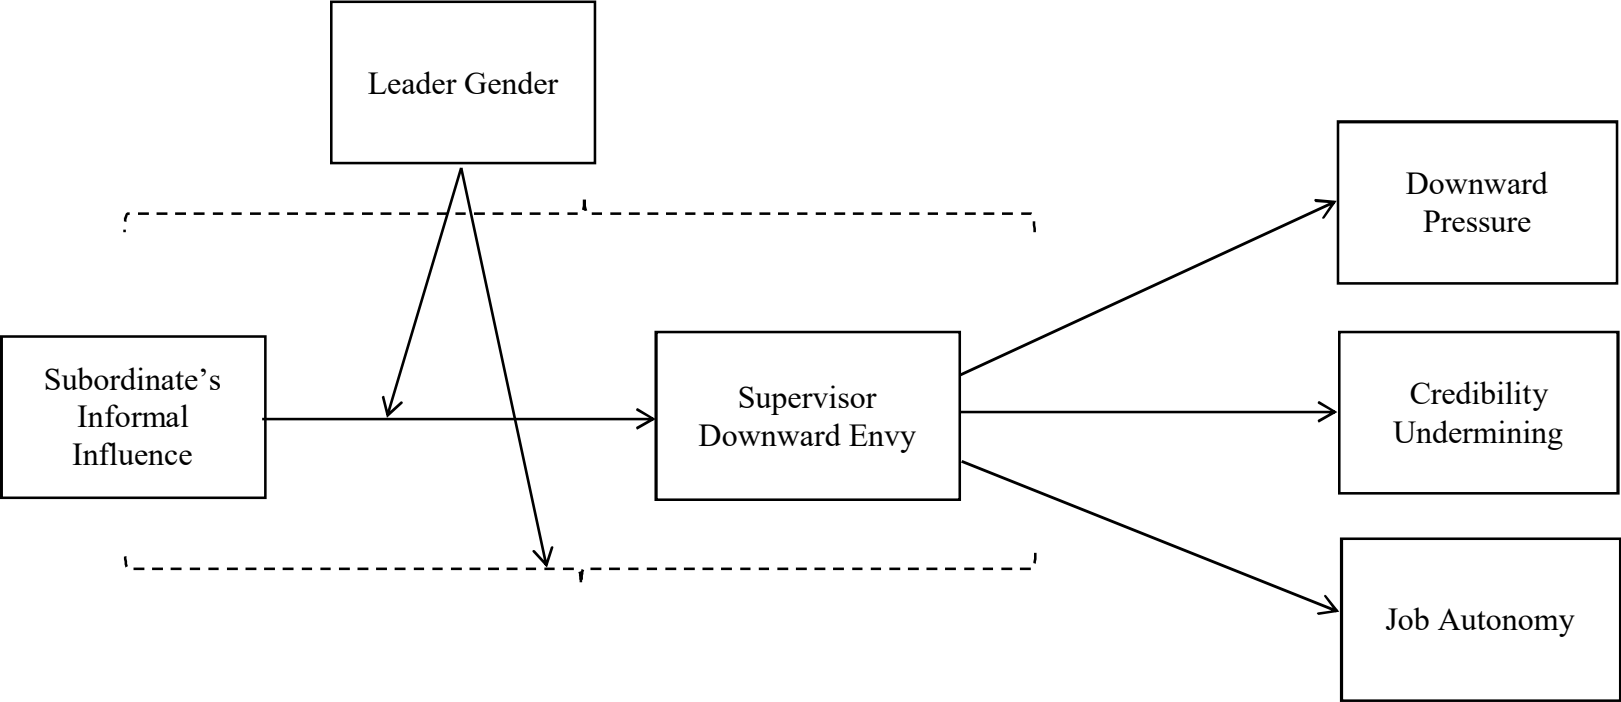 Leader Gender
Downward
Pressure
Subordinate’s
Informal
Influence
Supervisor
Downward Envy
Credibility
Undermining
Job Autonomy